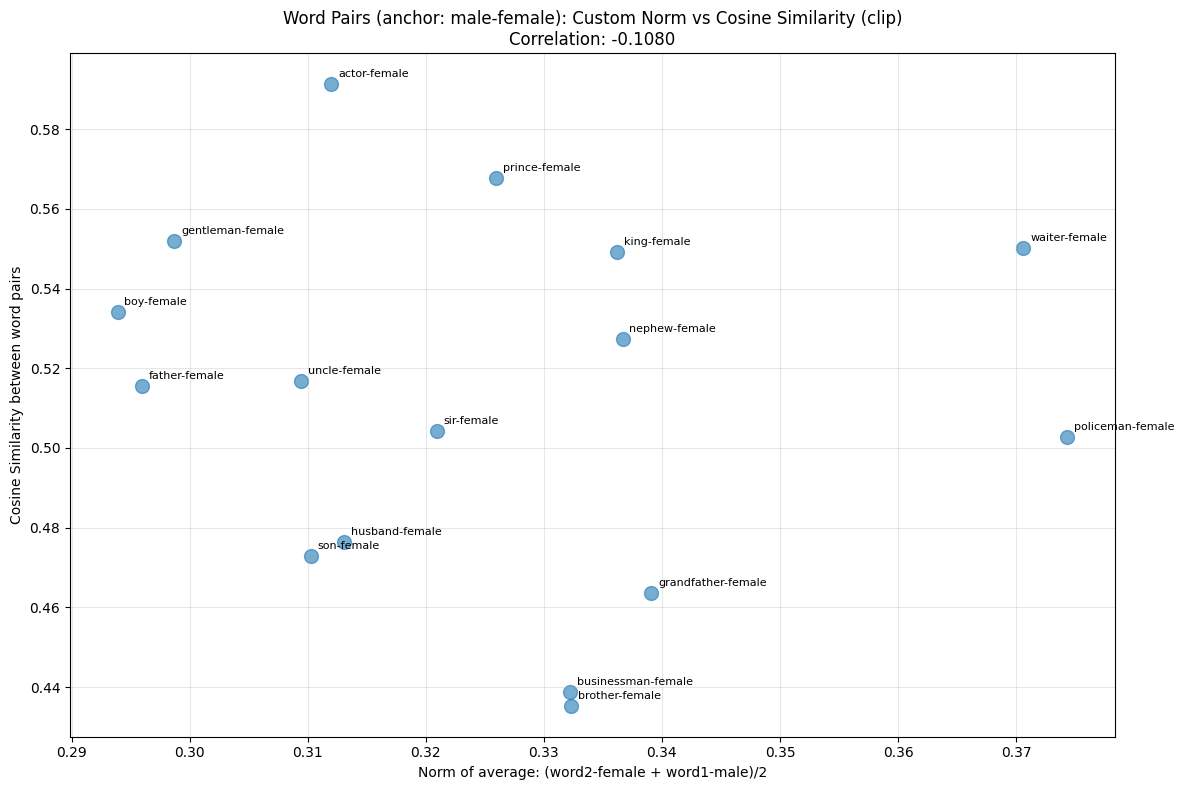 Word Pairs (anchor: male-female): Custom Norm vs Cosine Similarity (clip)
Correlation: -0.1080
actor-female
prince-female
gentleman-female
king-female
waiter-female
boy-female
nephew-female
father-female
uncle-female
sir-female
policeman-female
husband-female
son-female
grandfather-female
businessman-female
brother-female
0.58
0.56
0.54
0.52
0.50
0.48
0.46
0.44
Cosine Similarity between word pairs
0.29 0.30 0.31 0.32 0.33 0.34 0.35 0.36 0.37
Norm of average: (word2-female + word1-male)/2